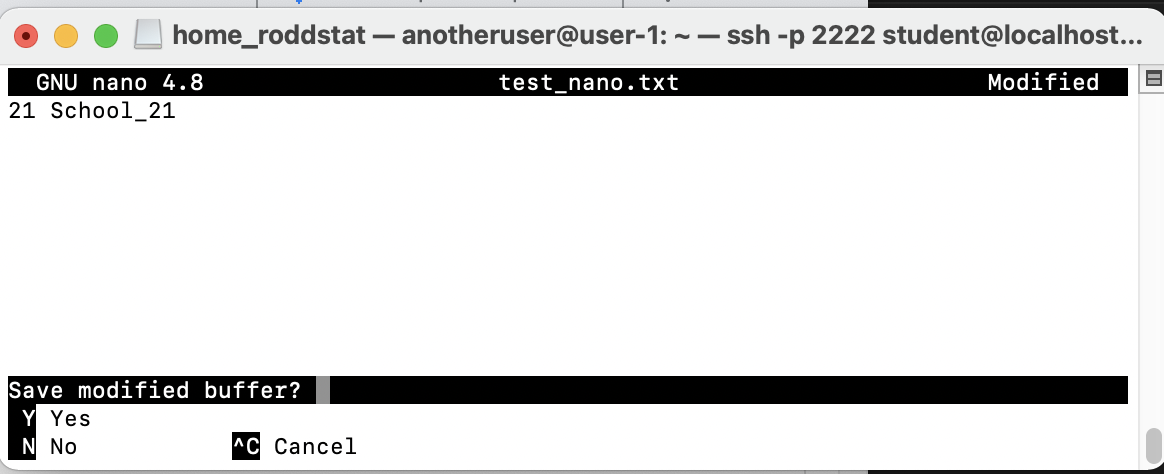 home_roddstat — anotheruser@user-1: ~ — ssh -p 2222 student@localhost...
GNU nano 4.8 test_nano.txt Modified
21 School_21
Save modified buffer?
Y Yes
N No ^C Cancel